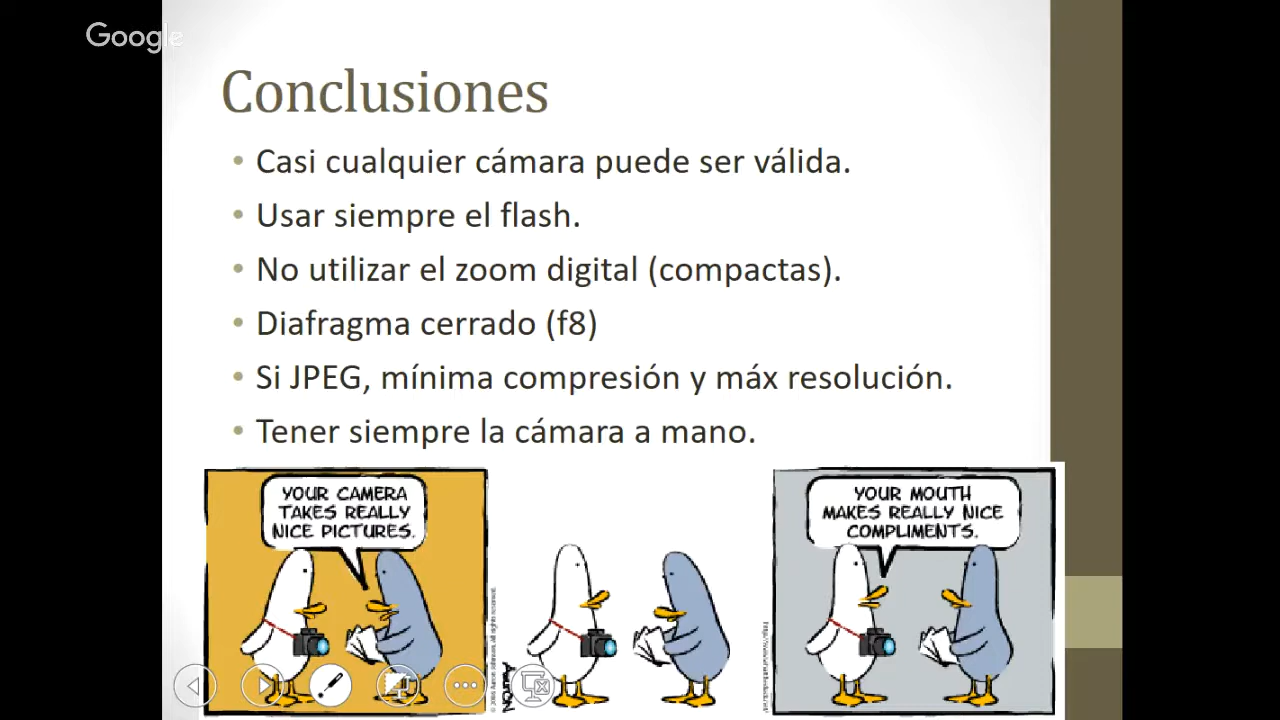 Google
Conclusiones
• Casi cualquier cámara puede ser válida.
• Usar siempre el flash.
• No utilizar el zoom digital (compactas).
• Diafragma cerrado (f8)
• Si JPEG, mínima compresión y máx resolución.
• Tener siempre la cámara a mano.
YOUR CAMERA
TAKES REALLY
NICE PICTURES.
YOUR MOUTH
MAKES REALLY NICE
COMPLIMENTS.